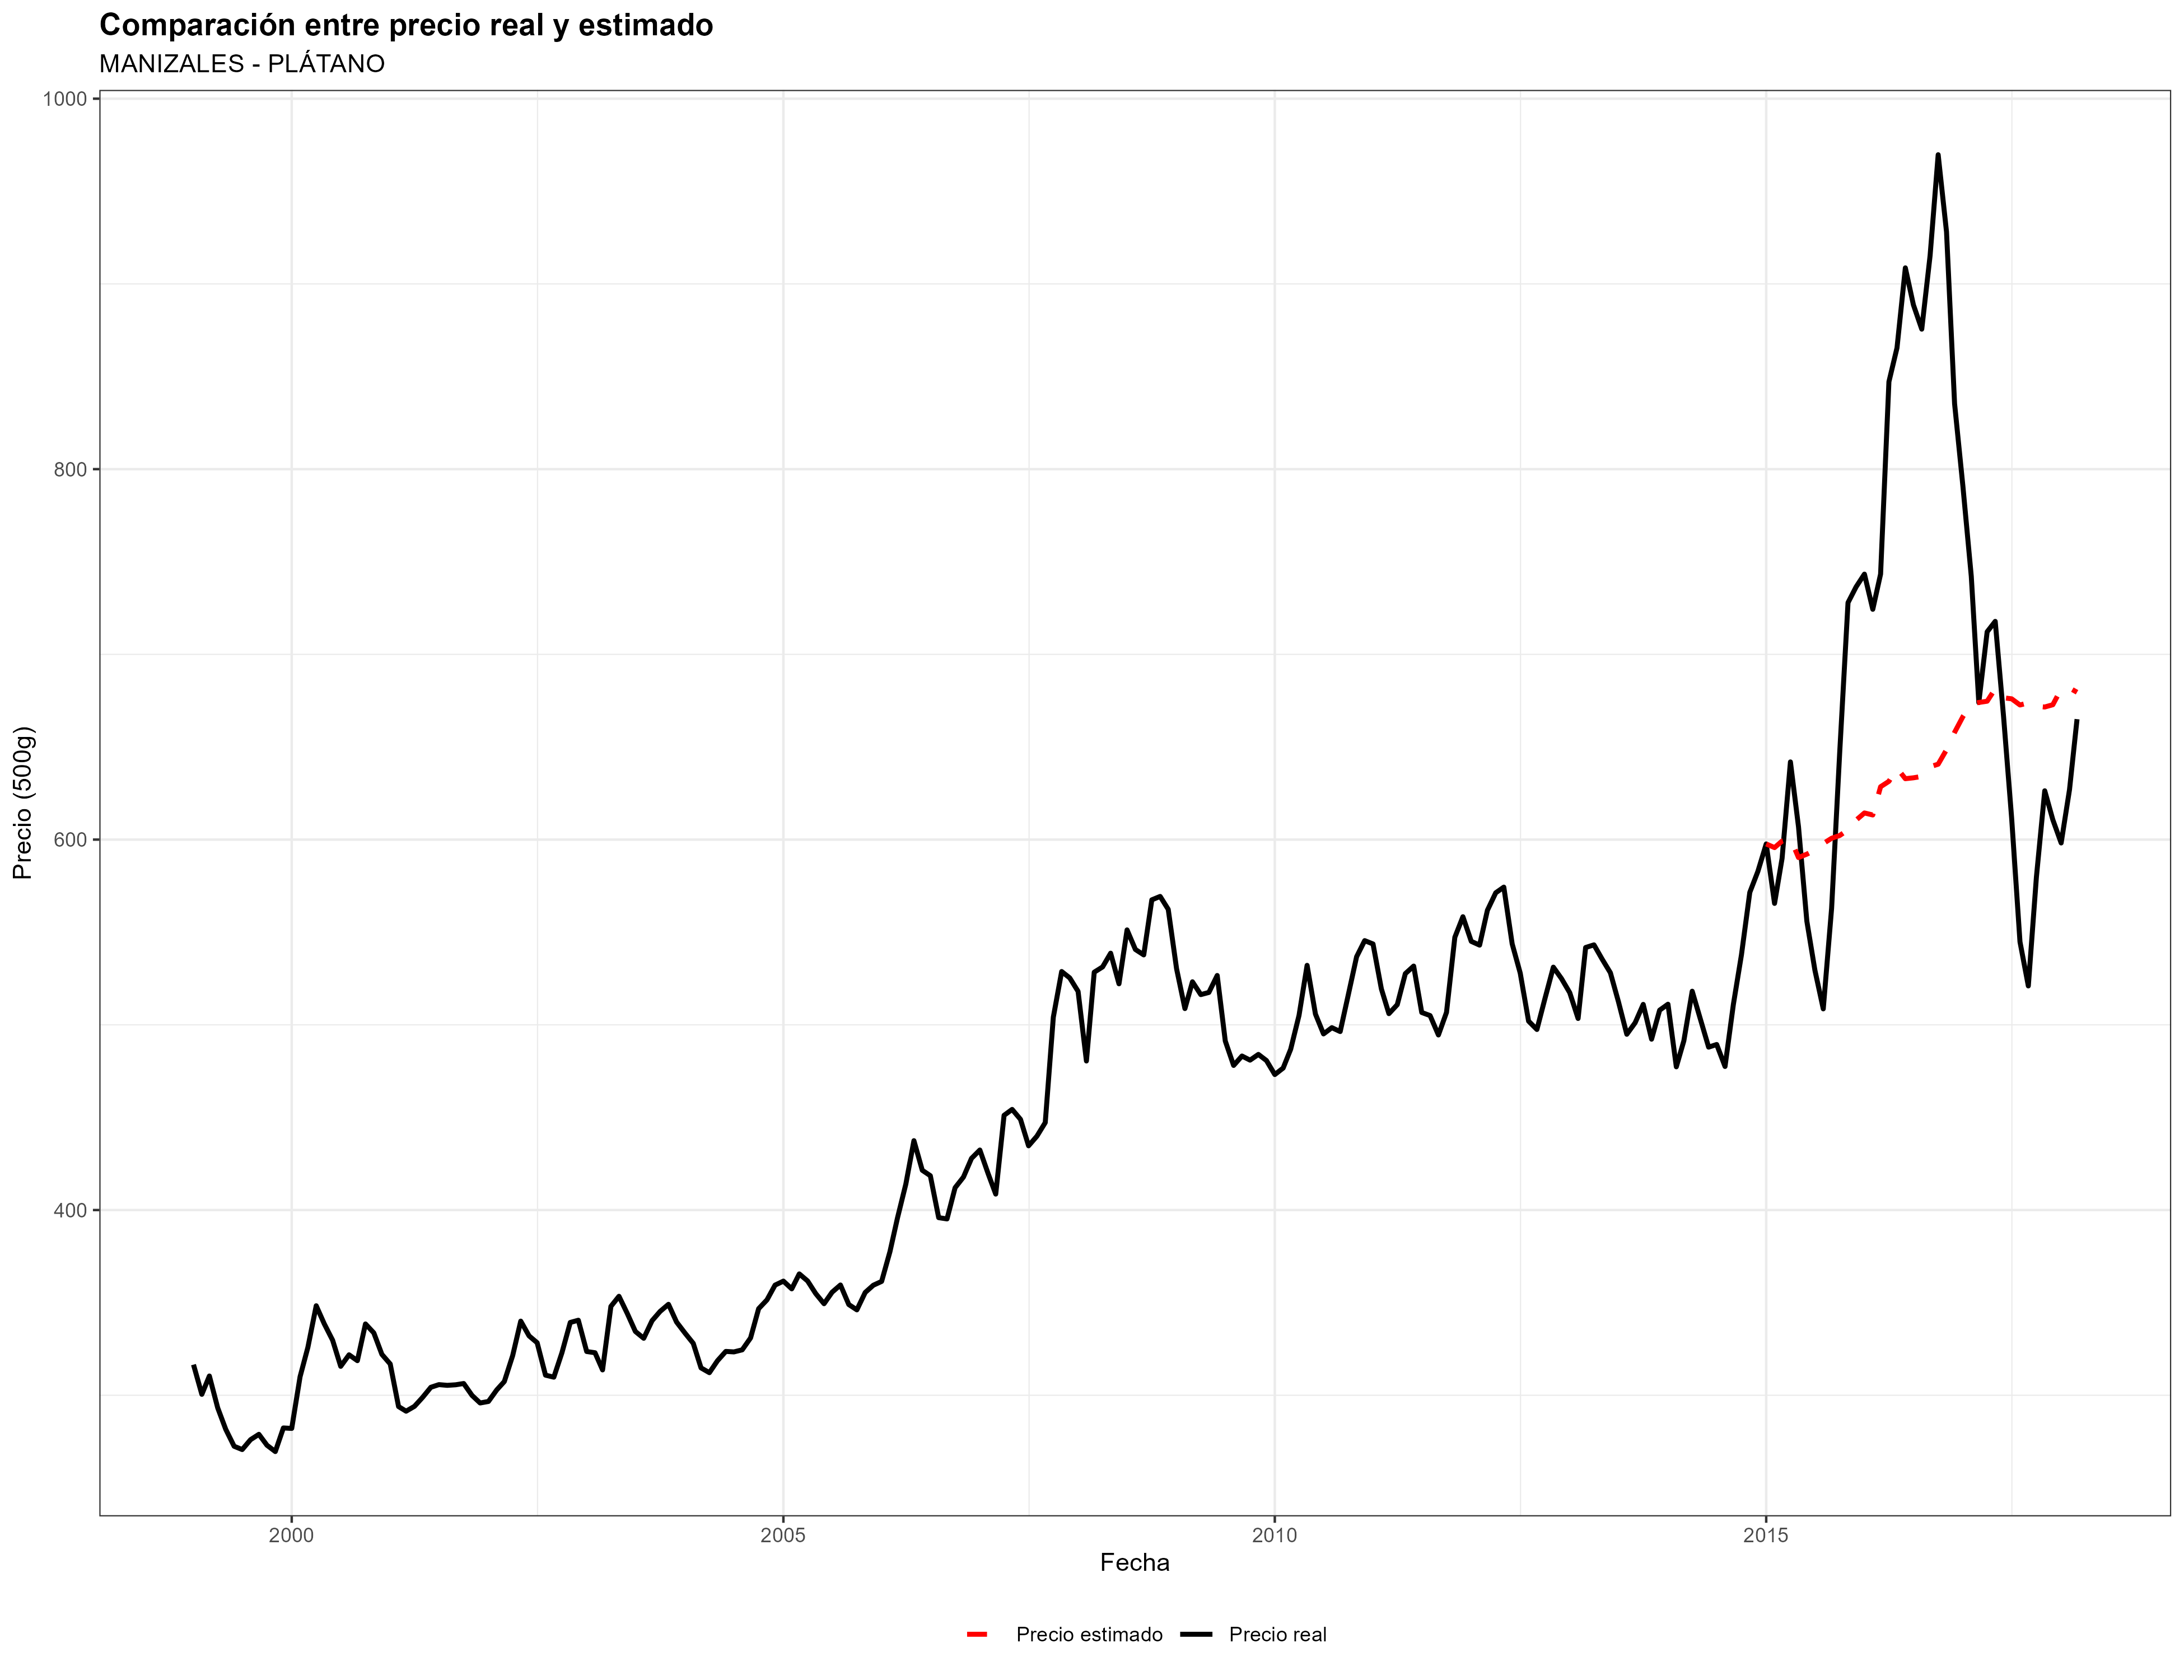 Comparación entre precio real y estimado
MANIZALES - PLÁTANO
Precio (500g)
1000
800
600
400
2000 2005 2010 2015
Fecha
Precio estimado Precio real